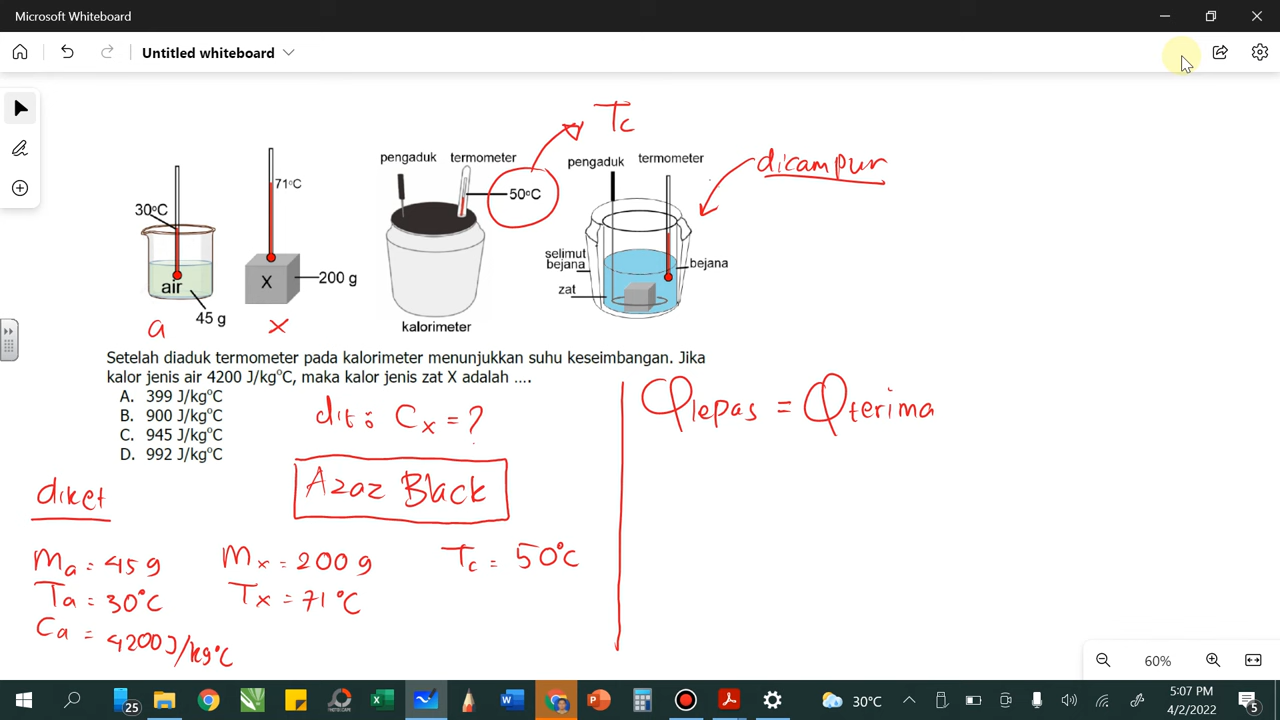 Microsoft Whiteboard
Untitled whiteboard
Tc
dicampur
pengaduk termometer
pengaduk termometer
71°C
50°C
30°C
selimut
bejana
bejana
X
200 g
air
zat
45 g
a
x
kalorimeter
Setelah diaduk termometer pada kalorimeter menunjukkan suhu keseimbangan. Jika
kalor jenis air 4200 J/kg°C, maka kalor jenis zat X adalah ....
A. 399 J/kg°C
B. 900 J/kg°C
C. 945 J/kg°C
D. 992 J/kg°C
dit : Cx = ?
Qlepas = Qterima
Azaz Black
diket
Ma = 45 g
Mx = 200 g
Tc = 50°C
Ta = 30°C
Tx = 71°C
Ca = 4200 J/kg°C
60%
25
30°C
5:07 PM
4/2/2022
5